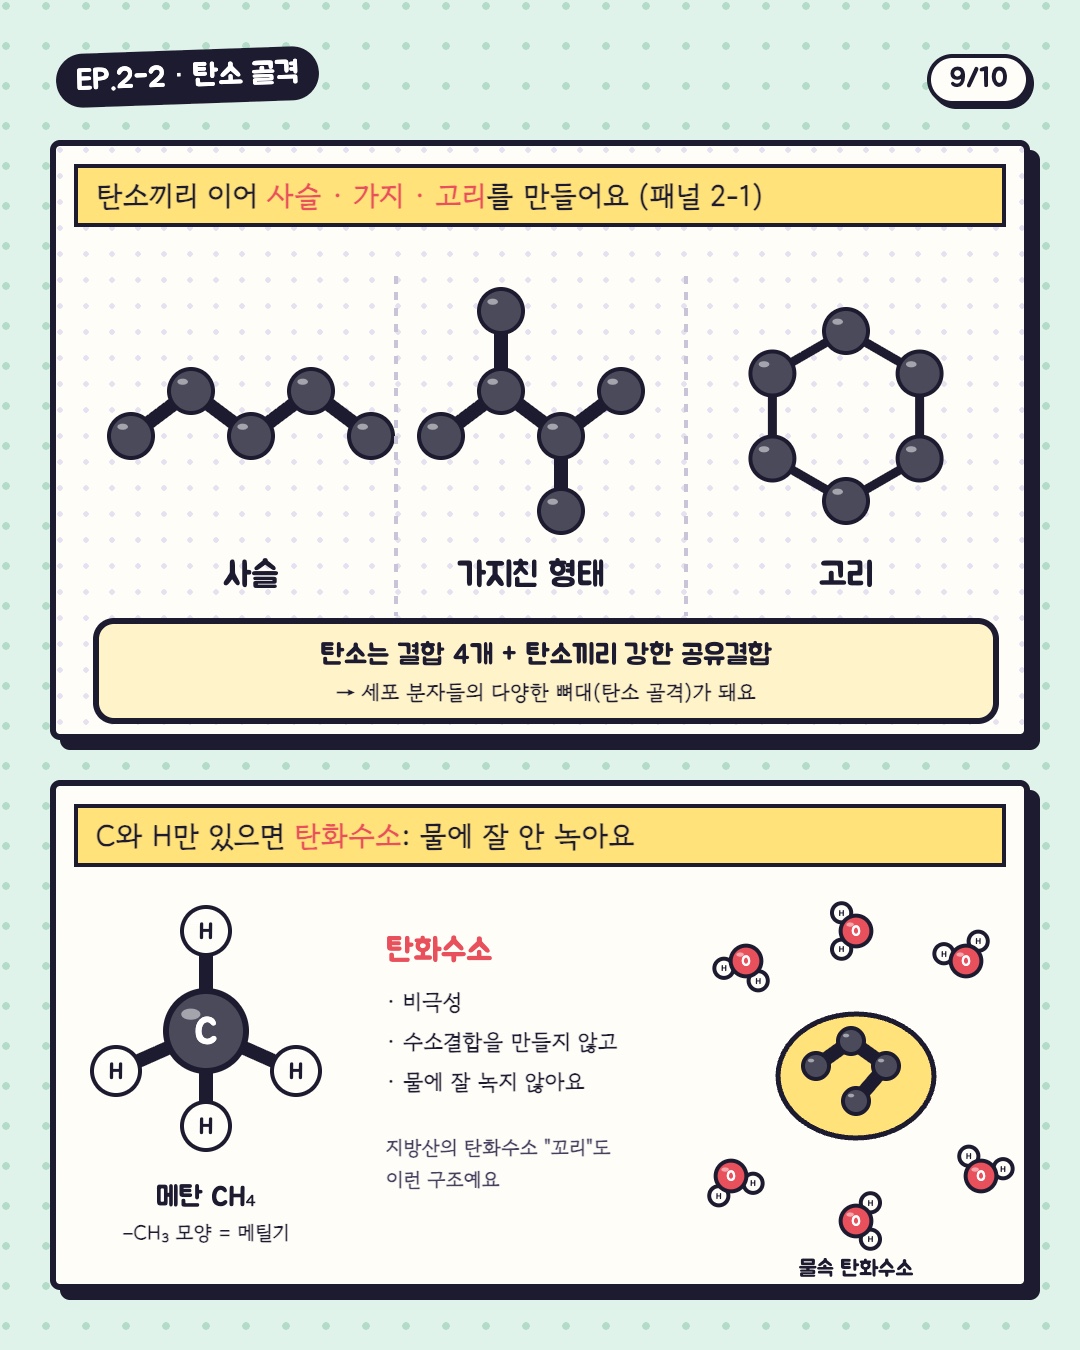 EP.2-2 · 탄소 골격
9/10
탄소끼리 이어 사슬 · 가지 · 고리를 만들어요 (패널 2-1)
사슬
가지친 형태
고리
탄소는 결합 4개 + 탄소끼리 강한 공유결합
→ 세포 분자들의 다양한 뼈대(탄소 골격)가 돼요
C와 H만 있으면 탄화수소: 물에 잘 안 녹아요
H
C
H
H
H
메탄 CH₄
–CH₃ 모양 = 메틸기
탄화수소
· 비극성
· 수소결합을 만들지 않고
· 물에 잘 녹지 않아요
지방산의 탄화수소 "꼬리"도
이런 구조예요
H
O
H
H
O
H
H
O
H
H
O
H
H
O
H
H
O
H
물속 탄화수소